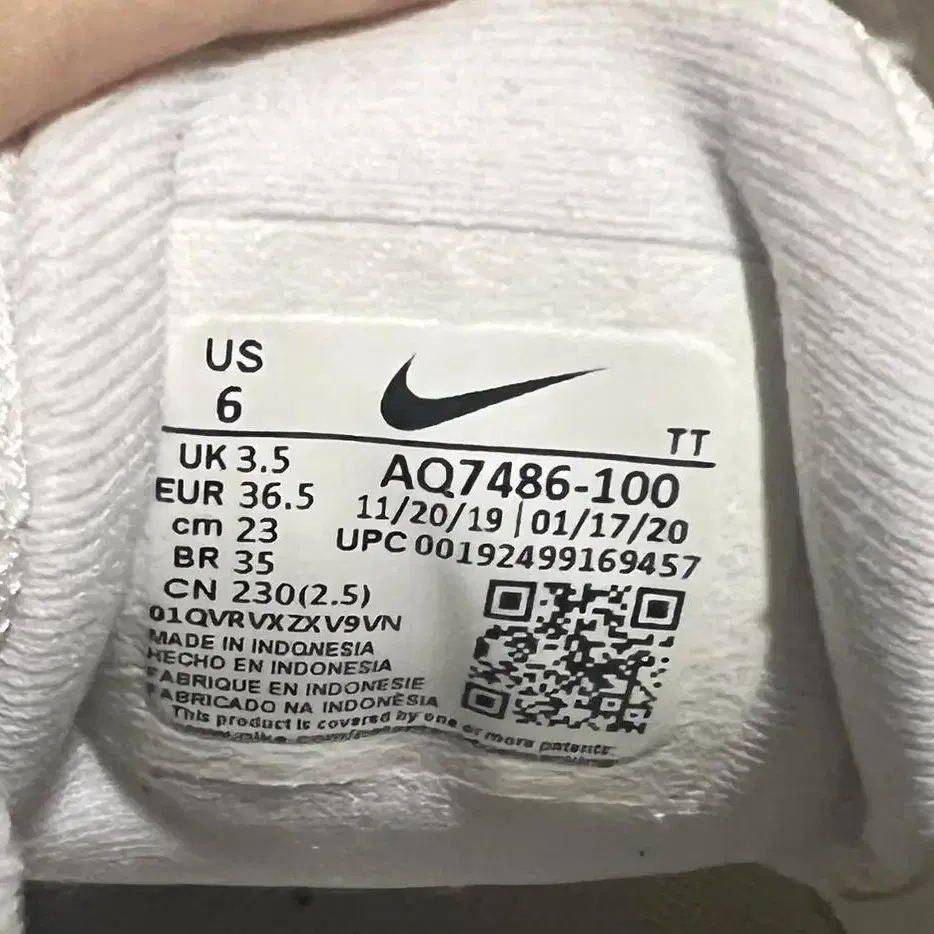 US
6
TT
UK 3.5
EUR 36.5
cm 23
BR 35
CN 230(2.5)
AQ7486-100
11/20/19 | 01/17/20
UPC 00192499169457
01QVRVXZXV9VN
MADE IN INDONESIA
HECHO EN INDONESIA
FABRIQUE EN INDONESIE
FABRICADO NA INDONÈSIA
This product is covered by one or more patents.